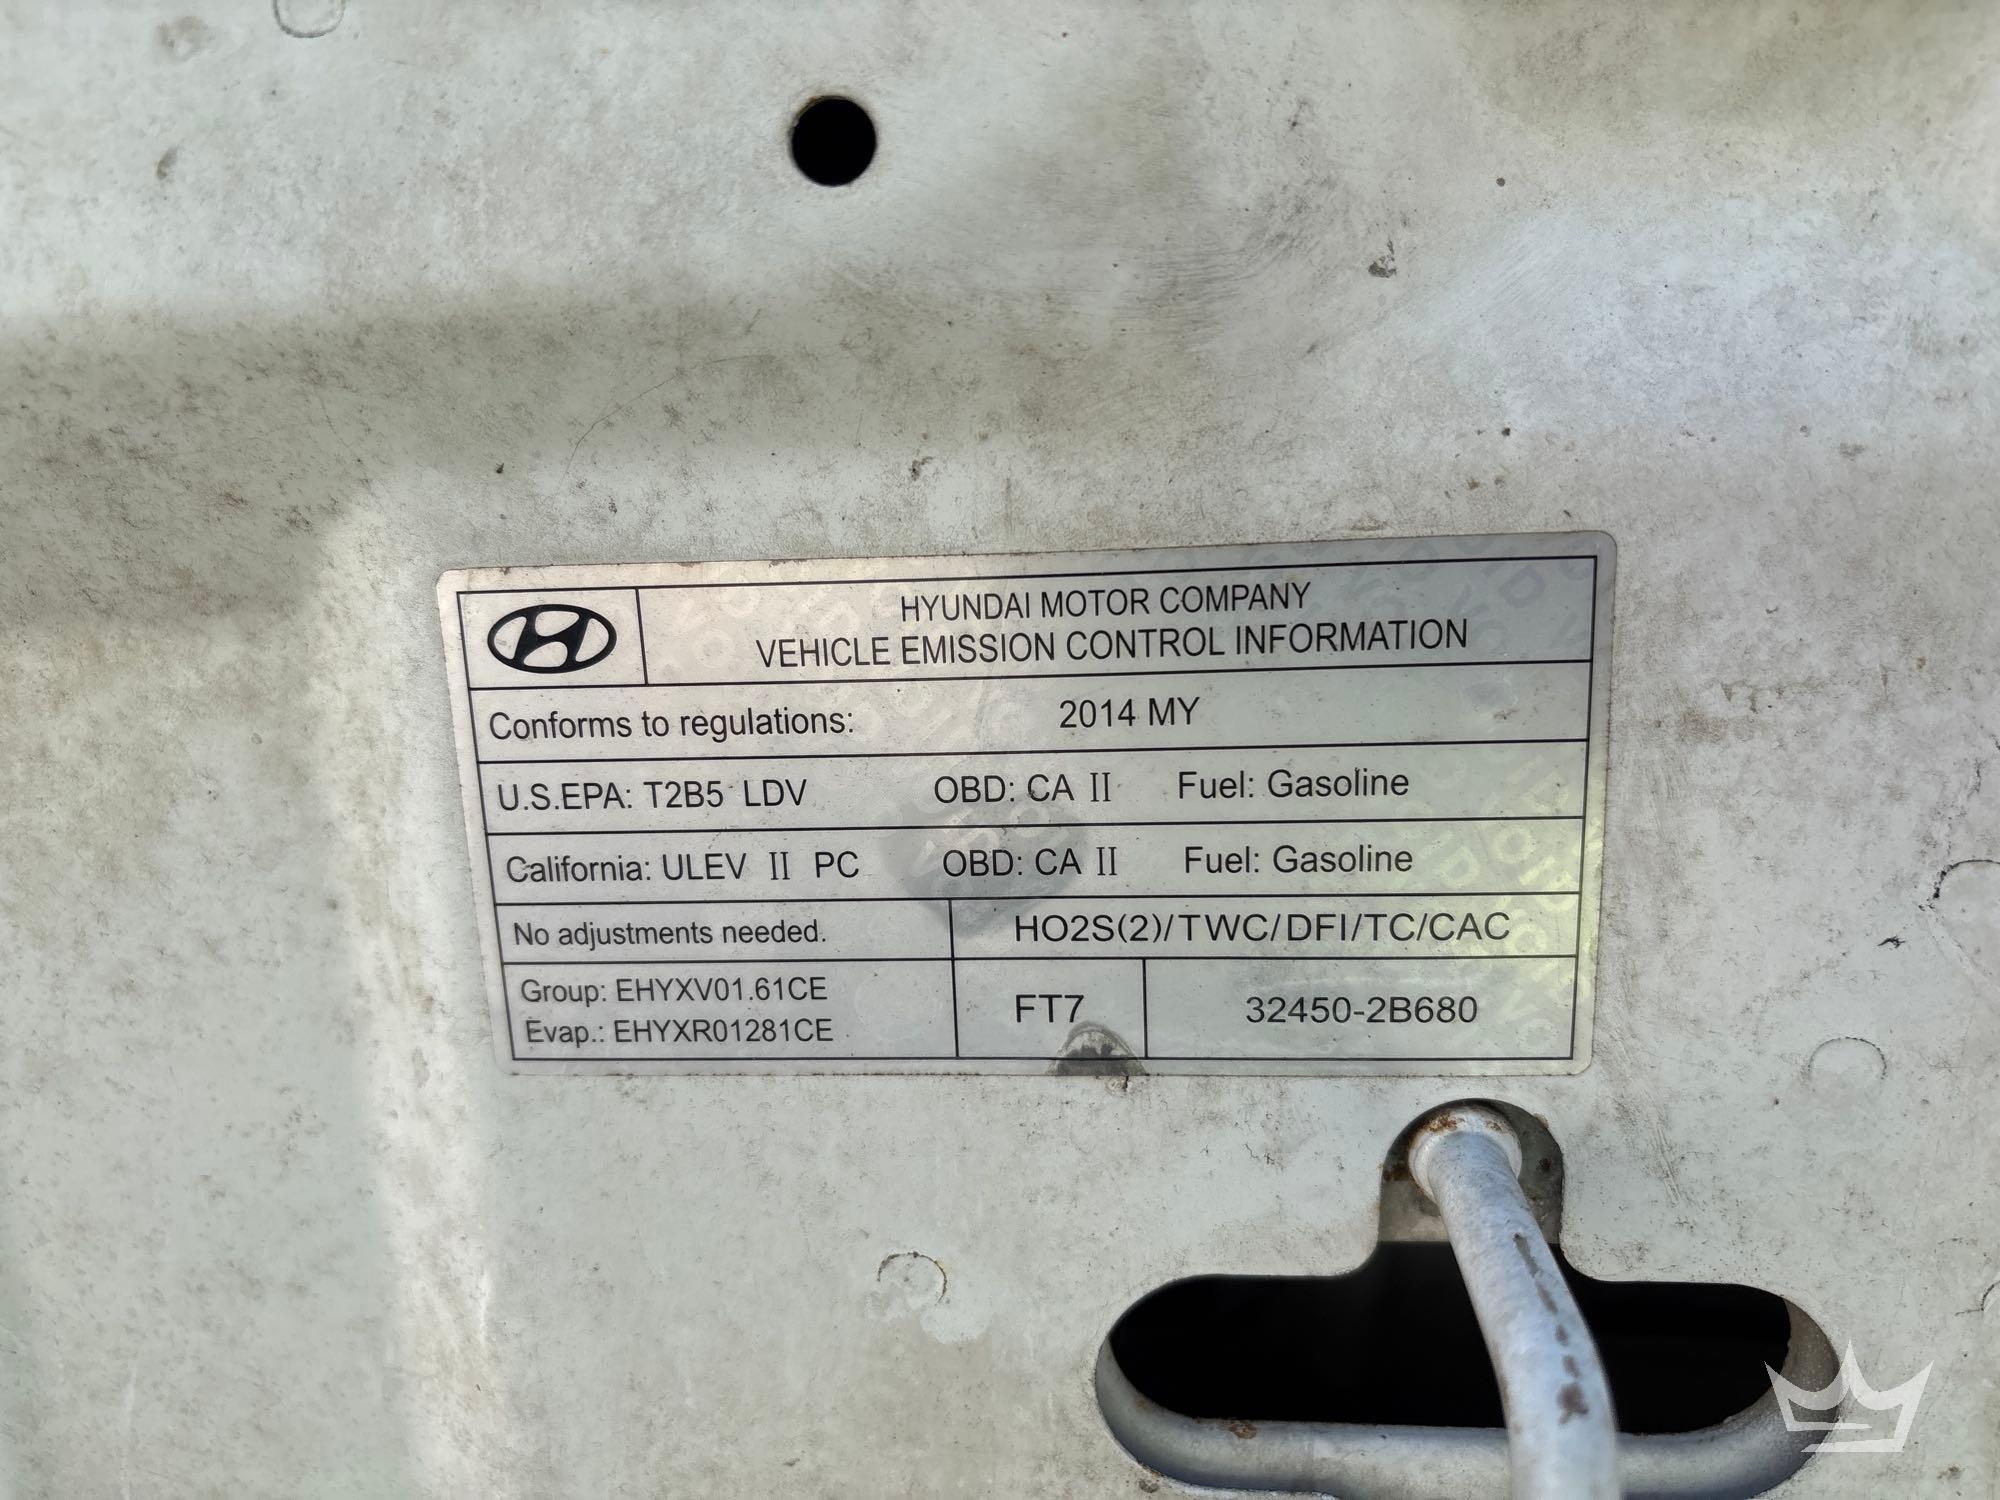 HYUNDAI MOTOR COMPANY
VEHICLE EMISSION CONTROL INFORMATION
Conforms to regulations: 2014 MY
U.S.EPA: T2B5 LDV OBD: CA II Fuel: Gasoline
California: ULEV II PC OBD: CA II Fuel: Gasoline
No adjustments needed. HO2S(2)/TWC/DFI/TC/CAC
Group: EHYXV01.61CE
Evap.: EHYXR01281CE
FT7
32450-2B680